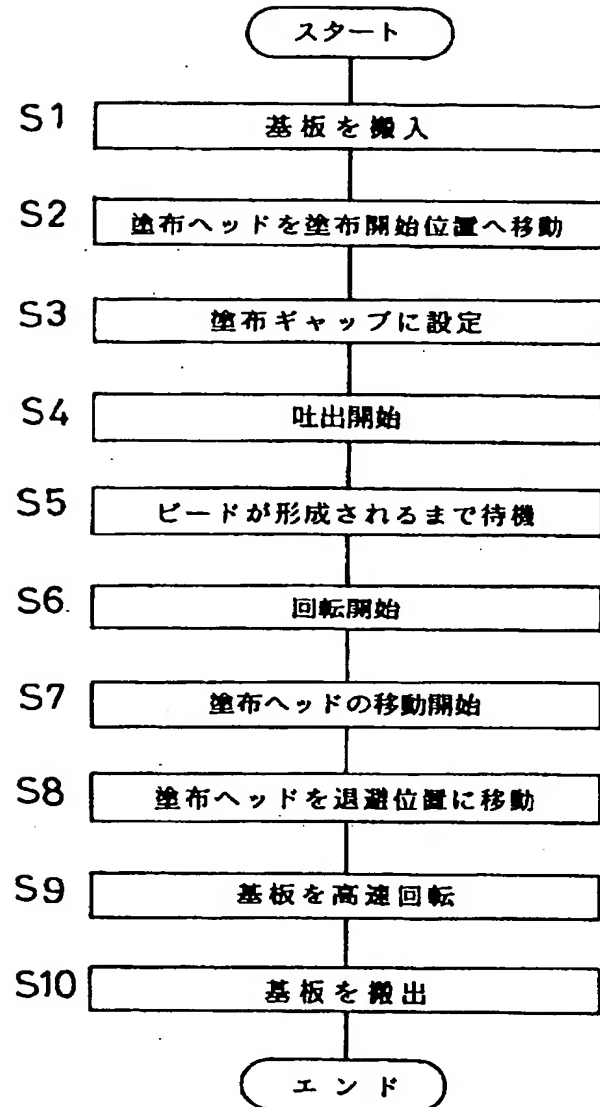 スタート
S1 基板を搬入
S2 塗布ヘッドを塗布開始位置へ移動
S3 塗布ギャップに設定
S4 吐出開始
S5 ビードが形成されるまで待機
S6 回転開始
S7 塗布ヘッドの移動開始
S8 塗布ヘッドを退避位置に移動
S9 基板を高速回転
S10 基板を搬出
エンド